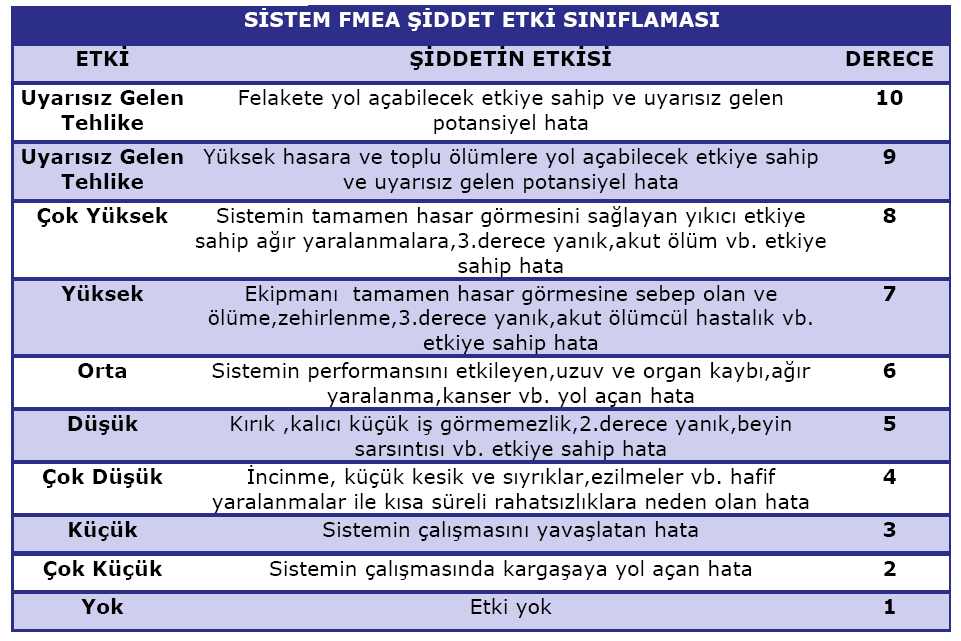 SİSTEM FMEA ŞİDDET ETKİ SINIFLAMASI
ETKİ ŞİDDETİN ETKİSİ DERECE
Uyarısız Gelen Felakete yol açabilecek etkiye sahip ve uyarısız gelen 10
Tehlike potansiyel hata
Uyarısız Gelen Yüksek hasara ve toplu ölümlere yol açabilecek etkiye sahip 9
Tehlike ve uyarısız gelen potansiyel hata
Çok Yüksek Sistemin tamamen hasar görmesini sağlayan yıkıcı etkiye 8
sahip ağır yaralanmalara,3.derece yanık,akut ölüm vb. etkiye
sahip hata
Yüksek Ekipmanı tamamen hasar görmesine sebep olan ve 7
ölüme,zehirlenme,3.derece yanık,akut ölümcül hastalık vb.
etkiye sahip hata
Orta Sistemin performansını etkileyen,uzuv ve organ kaybı,ağır 6
yaralanma,kanser vb. yol açan hata
Düşük Kırık ,kalıcı küçük iş görmemezlik,2.derece yanık,beyin 5
sarsıntısı vb. etkiye sahip hata
Çok Düşük İncinme, küçük kesik ve sıyrıklar,ezilmeler vb. hafif 4
yaralanmalar ile kısa süreli rahatsızlıklara neden olan hata
Küçük Sistemin çalışmasını yavaşlatan hata 3
Çok Küçük Sistemin çalışmasında kargaşaya yol açan hata 2
Yok Etki yok 1